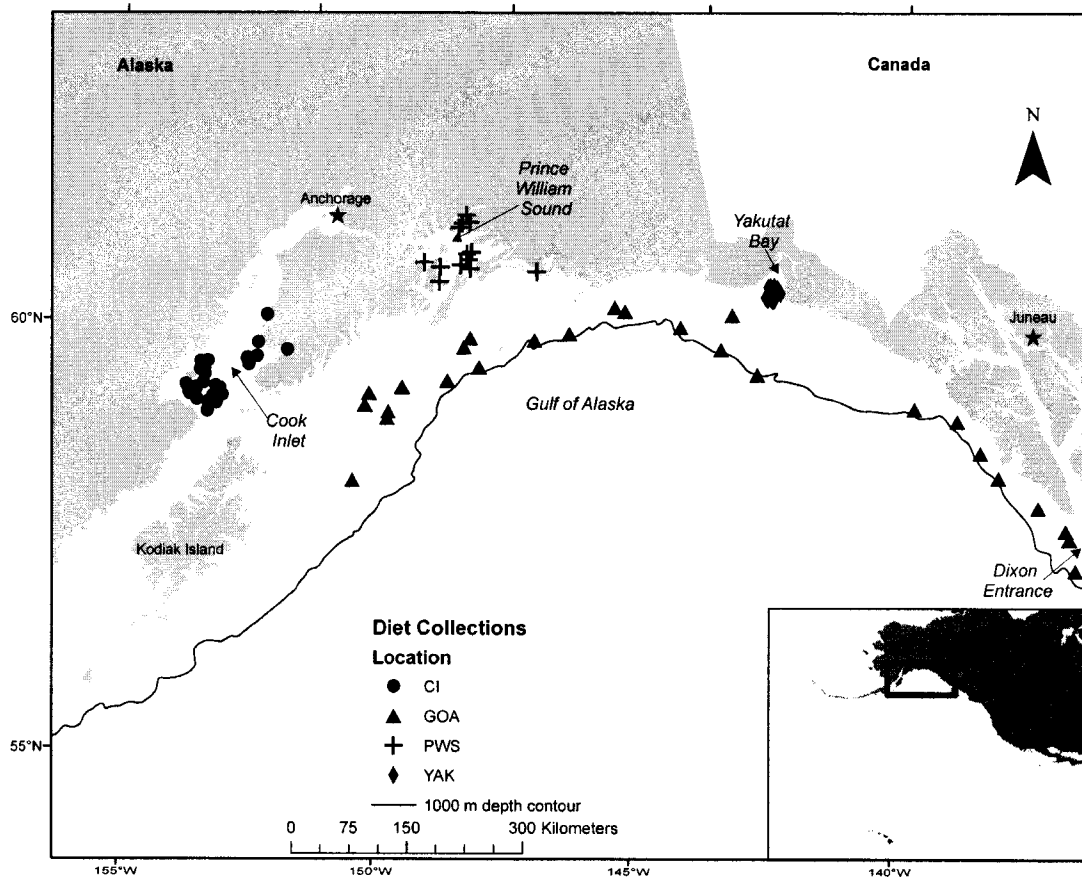 Alaska
Canada
N
Prince
William
Sound
Anchorage
Yakutat
Bay
60°N
Juneau
Gulf of Alaska
Cook
Inlet
Kodiak Island
Dixon
Entrance
Diet Collections
Location
CI
GOA
PWS
55°N
YAK
1000 m depth contour
0 75 150 300 Kilometers
155°W 150°W 145°W 140°W